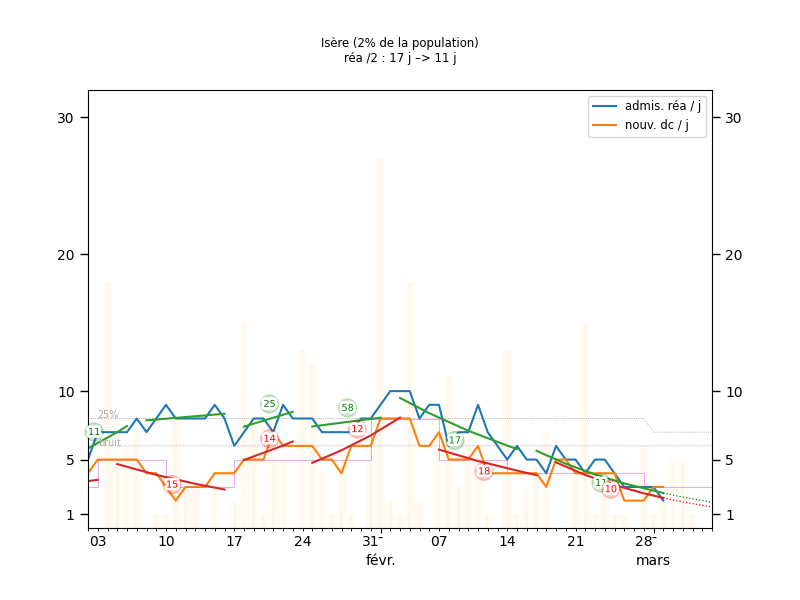 Isère (2% de la population)
réa /2 : 17 j –> 11 j
admis. réa / j
nouv. dc / j
30 30
20 20
10 10
5 5
1 1
25%
bruit
11
15
25
14
58
12
17
18
11
10
03 10 17 24 31- 07 14 21 28-
févr. mars